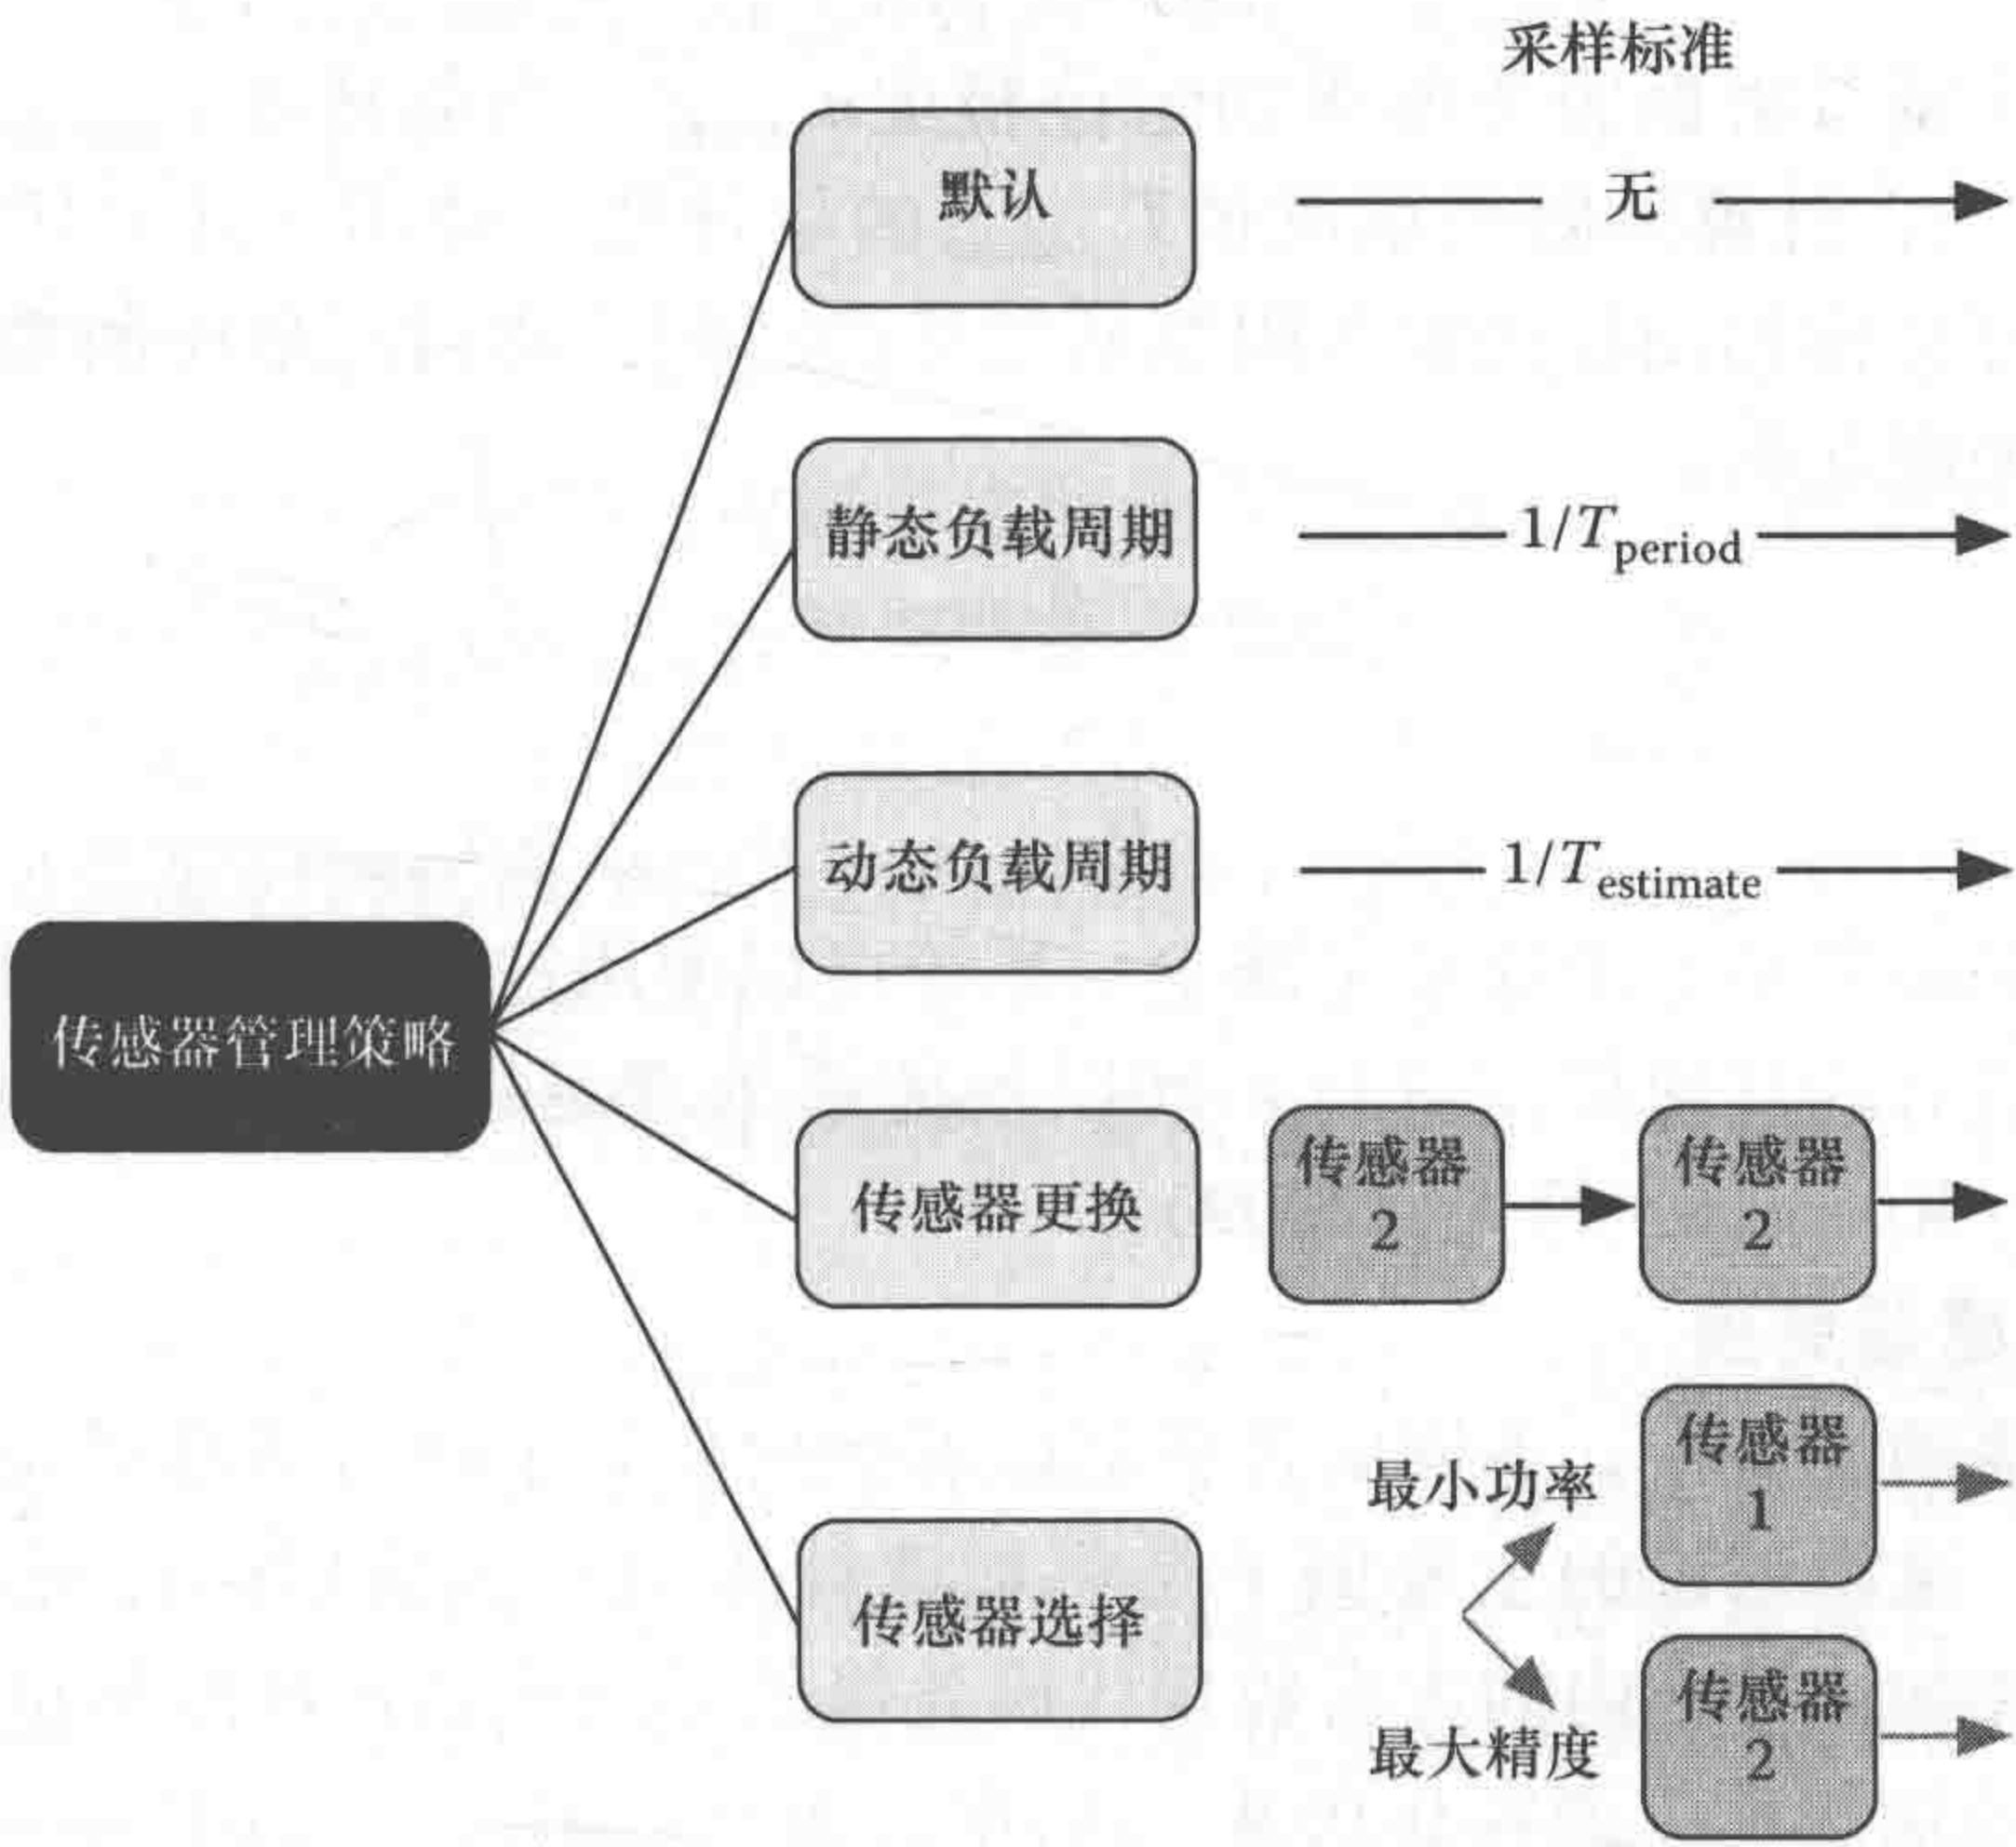 采样标准
默认
无
静态负载周期
1/T_period
动态负载周期
1/T_estimate
传感器管理策略
传感器更换
传感器
2
传感器
2
传感器选择
最小功率
传感器
1
最大精度
传感器
2